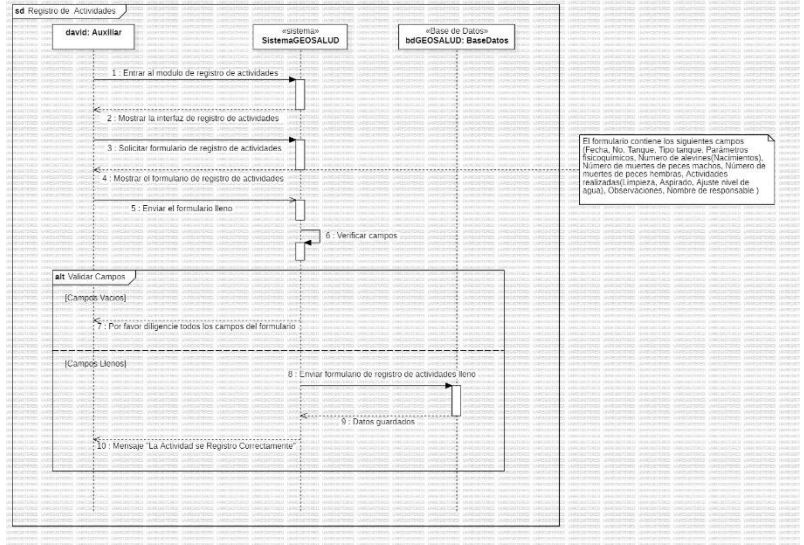 sd Registro de Actividades
david: Auxiliar
«sistema»
SistemaGEOSALUD
«Base de Datos»
bdGEOSALUD: BaseDatos
1 : Entrar al modulo de registro de actividades
2 : Mostrar la interfaz de registro de actividades
3 : Solicitar formulario de registro de actividades
4 : Mostrar el formulario de registro de actividades
El formulario contiene los siguientes campos
(Fecha, No. Tanque, Tipo tanque, Parámetros
fisicoquímicos, Numero de alevines(Nacimientos),
Número de muertes de peces machos, Número de
muertes de peces hembras, Actividades
realizadas(Limpieza, Aspirado, Ajuste nivel de
agua), Observaciones, Nombre de responsable )
5 : Enviar el formulario lleno
6 : Verificar campos
alt Validar Campos
[Campos Vacios]
7 : Por favor diligencie todos los campos del formulario
[Campos Llenos]
8 : Enviar formulario de registro de actividades lleno
9 : Datos guardados
10 : Mensaje "La Actividad se Registro Correctamente"